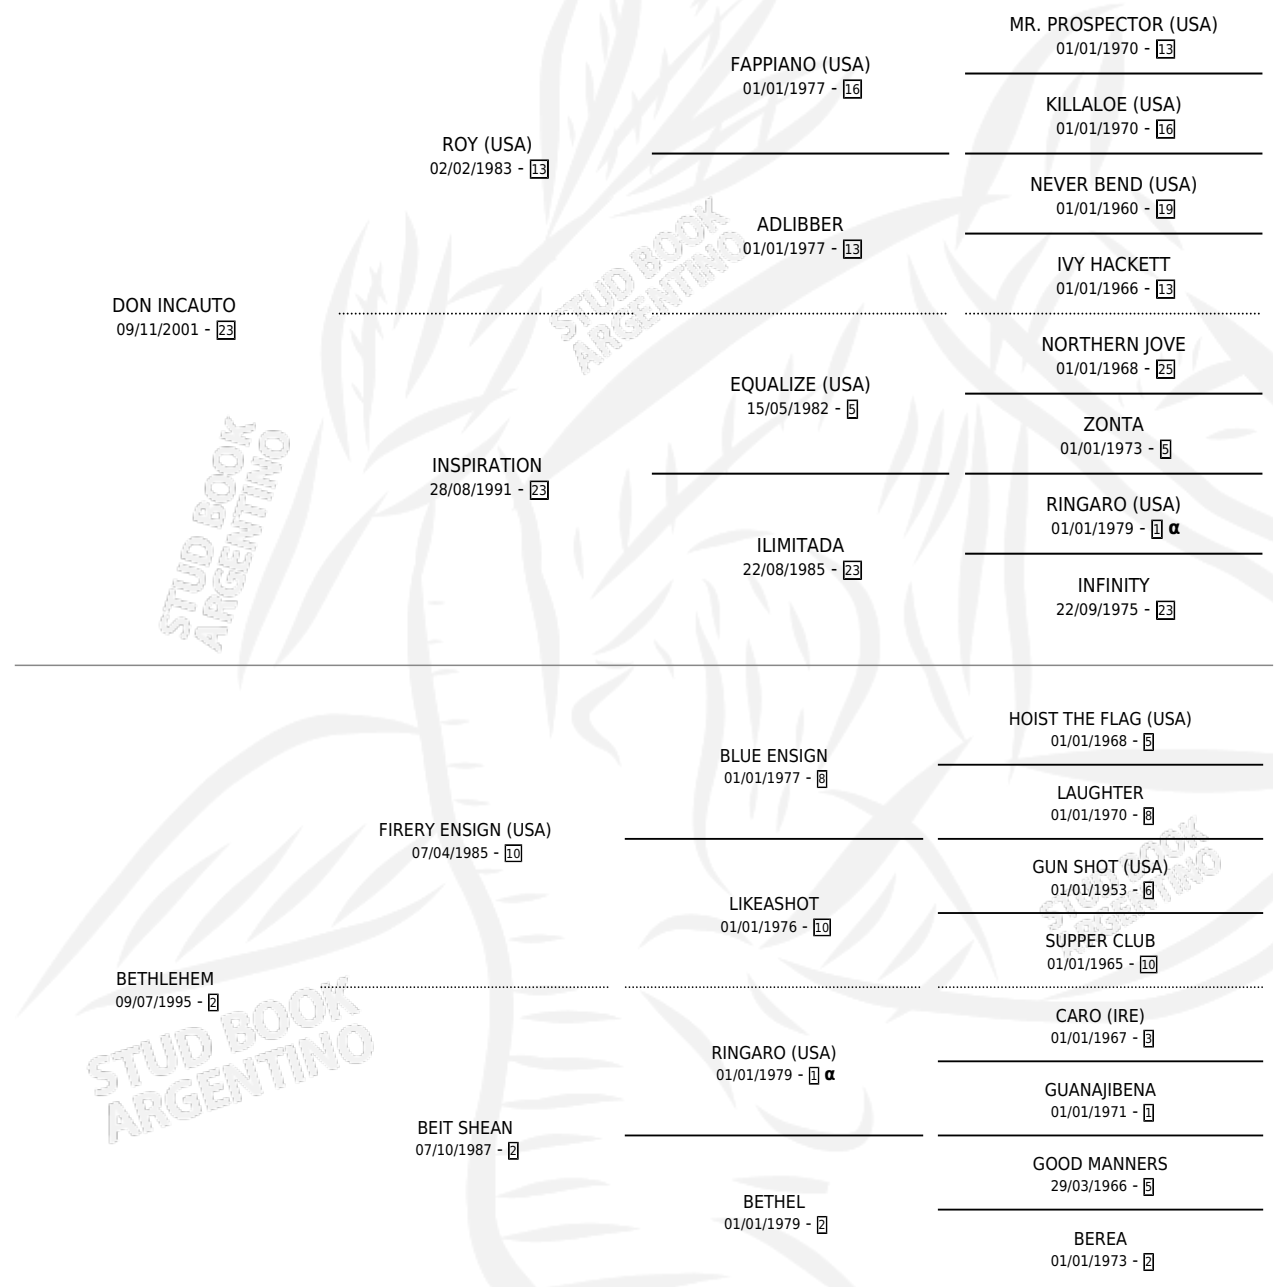 MR. PROSPECTOR (USA)
01/01/1970 - 13
FAPPIANO (USA)
01/01/1977 - 16
KILLALOE (USA)
01/01/1970 - 16
ROY (USA)
02/02/1983 - 13
NEVER BEND (USA)
01/01/1960 - 19
ADLIBBER
01/01/1977 - 13
IVY HACKETT
01/01/1966 - 13
DON INCAUTO
09/11/2001 - 23
NORTHERN JOVE
01/01/1968 - 25
EQUALIZE (USA)
15/05/1982 - 5
ZONTA
01/01/1973 - 5
INSPIRATION
28/08/1991 - 23
RINGARO (USA)
01/01/1979 - 1 α
ILIMITADA
22/08/1985 - 23
INFINITY
22/09/1975 - 23
HOIST THE FLAG (USA)
01/01/1968 - 5
BLUE ENSIGN
01/01/1977 - 8
LAUGHTER
01/01/1970 - 8
FIRERY ENSIGN (USA)
07/04/1985 - 10
GUN SHOT (USA)
01/01/1953 - 6
LIKEASHOT
01/01/1976 - 10
SUPPER CLUB
01/01/1965 - 10
BETHLEHEM
09/07/1995 - 2
CARO (IRE)
01/01/1967 - 3
RINGARO (USA)
01/01/1979 - 1 α
GUANAJIBENA
01/01/1971 - 1
BEIT SHEAN
07/10/1987 - 2
GOOD MANNERS
29/03/1966 - 5
BETHEL
01/01/1979 - 2
BEREA
01/01/1973 - 2
STUD BOOK
ARGENTINO
STUD BOOK
ARGENTINO
STUD BOOK
ARGENTINO
STUD BOOK
ARGENTINO